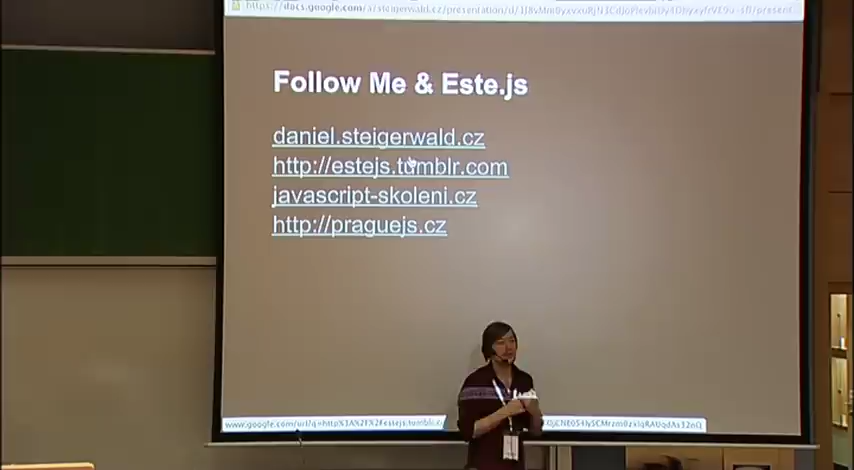 Follow Me & Este.js
daniel.steigerwald.cz
http://estejs.tumblr.com
javascript-skoleni.cz
http://praguejs.cz